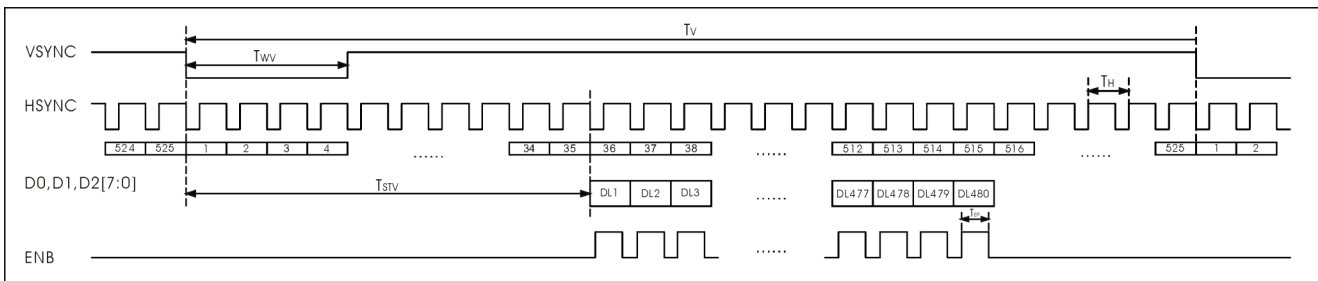 Tv
VSYNC
Twv
TH
HSYNC
524 525 1 2 3 4 ...... 34 35 36 37 38 ...... 512 513 514 515 516 ...... 525 1 2
D0,D1,D2[7:0]
TSTV
DL1 DL2 DL3 ...... DL477 DL478 DL479 DL480
TEP
ENB ......